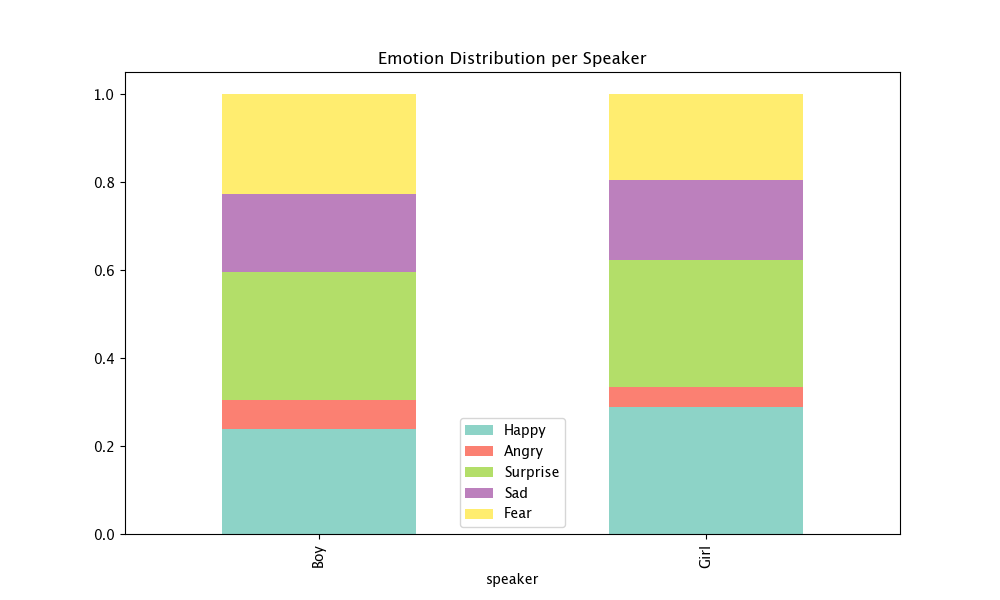 Emotion Distribution per Speaker
1.0
0.8
0.6
0.4
0.2
0.0
Happy
Angry
Surprise
Sad
Fear
Boy
Girl
speaker